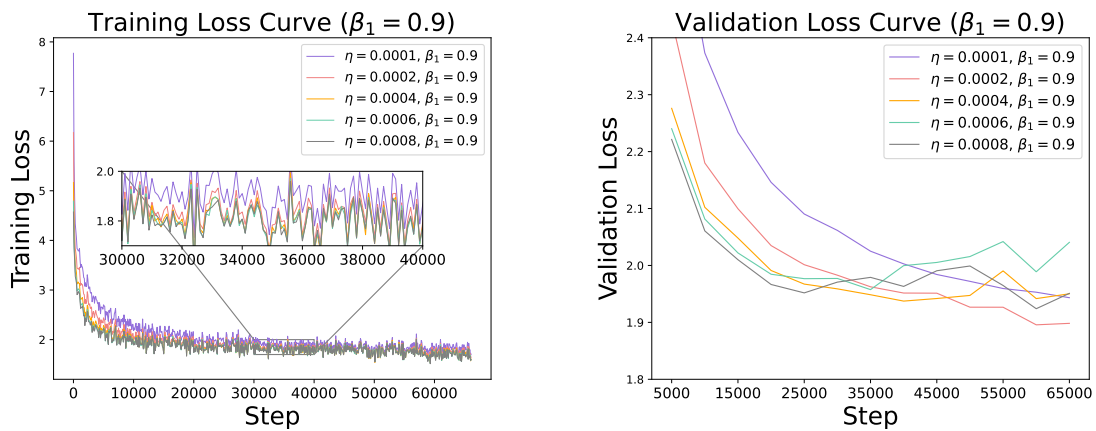 Training Loss Curve (β₁ = 0.9)
8
7
6
5
4
3
2
Training Loss
η = 0.0001, β₁ = 0.9
η = 0.0002, β₁ = 0.9
η = 0.0004, β₁ = 0.9
η = 0.0006, β₁ = 0.9
η = 0.0008, β₁ = 0.9
2.0
1.8
30000 32000 34000 36000 38000 40000
0 10000 20000 30000 40000 50000 60000
Step
Validation Loss Curve (β₁ = 0.9)
2.4
2.3
2.2
2.1
2.0
1.9
1.8
Validation Loss
η = 0.0001, β₁ = 0.9
η = 0.0002, β₁ = 0.9
η = 0.0004, β₁ = 0.9
η = 0.0006, β₁ = 0.9
η = 0.0008, β₁ = 0.9
5000 15000 25000 35000 45000 55000 65000
Step